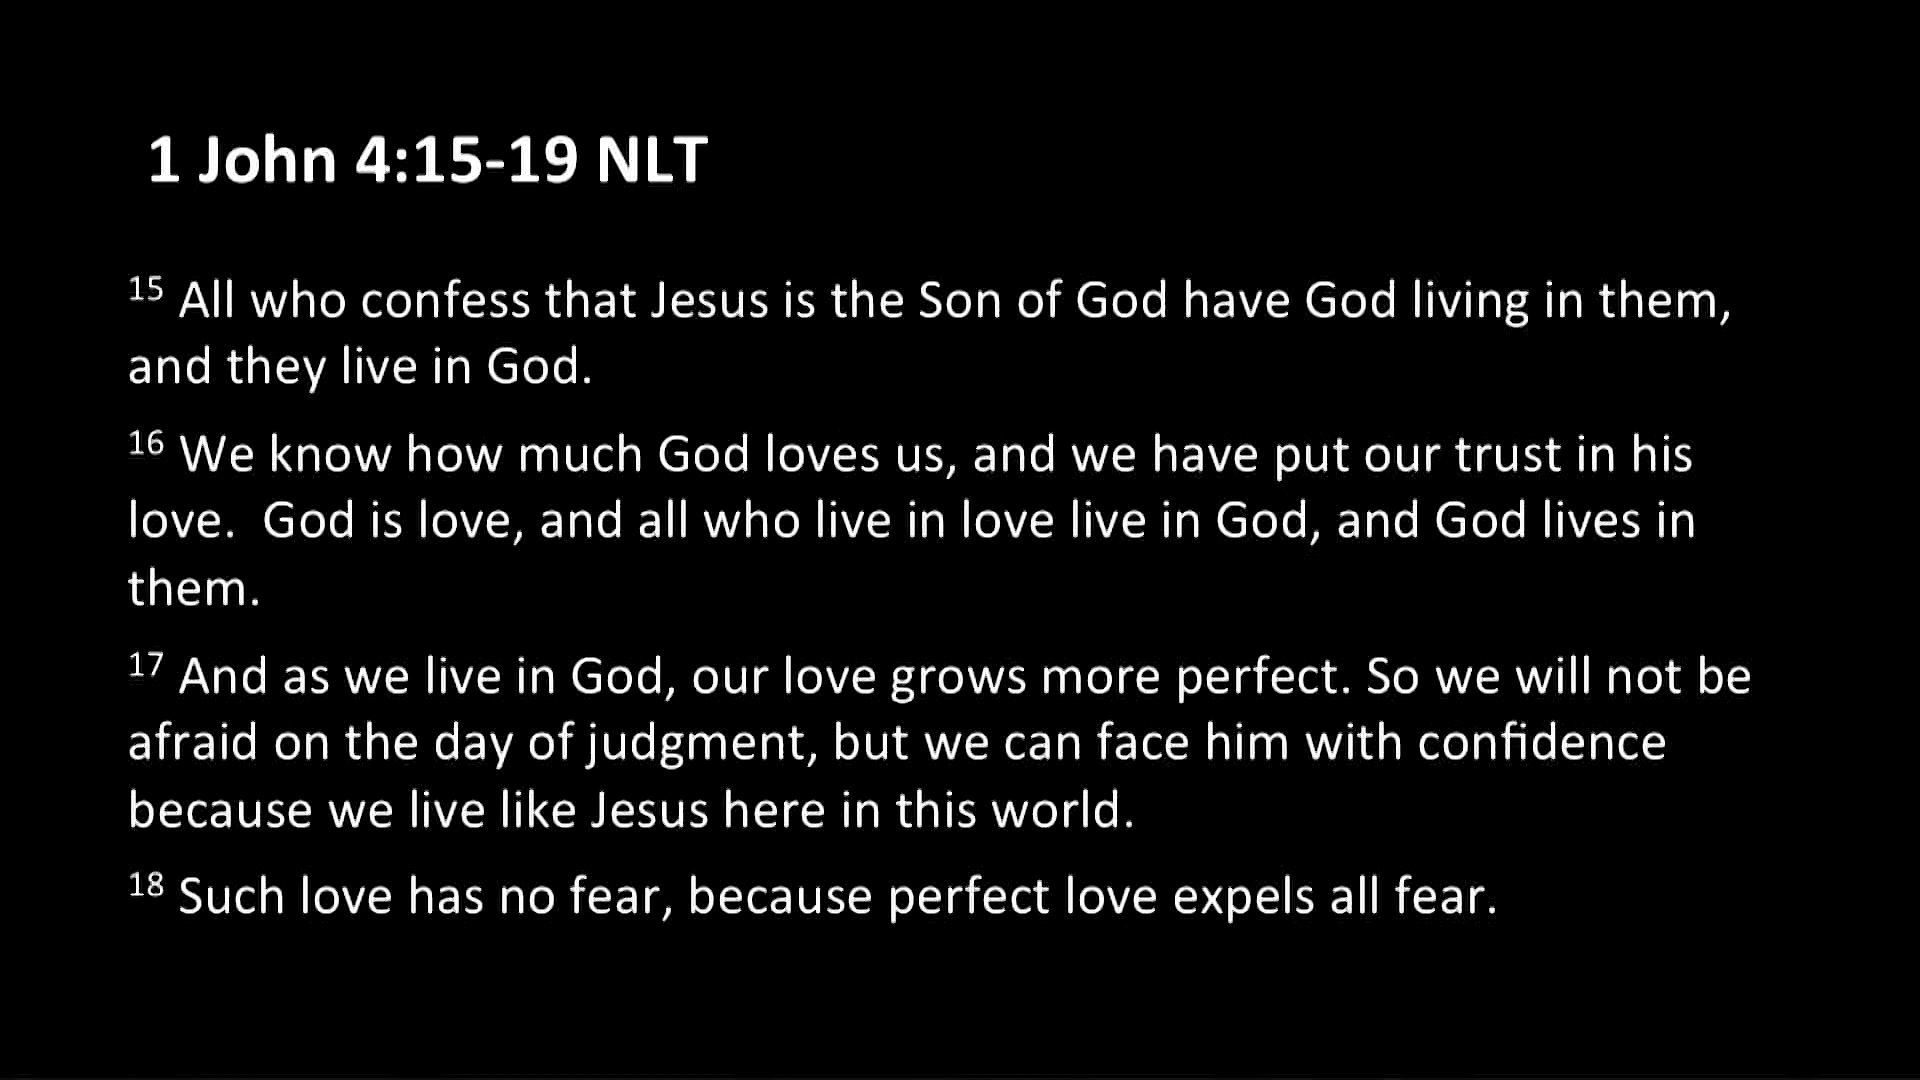 1 John 4:15-19 NLT
15 All who confess that Jesus is the Son of God have God living in them,
and they live in God.
16 We know how much God loves us, and we have put our trust in his
love.  God is love, and all who live in love live in God, and God lives in
them.
17 And as we live in God, our love grows more perfect. So we will not be
afraid on the day of judgment, but we can face him with confidence
because we live like Jesus here in this world.
18 Such love has no fear, because perfect love expels all fear.